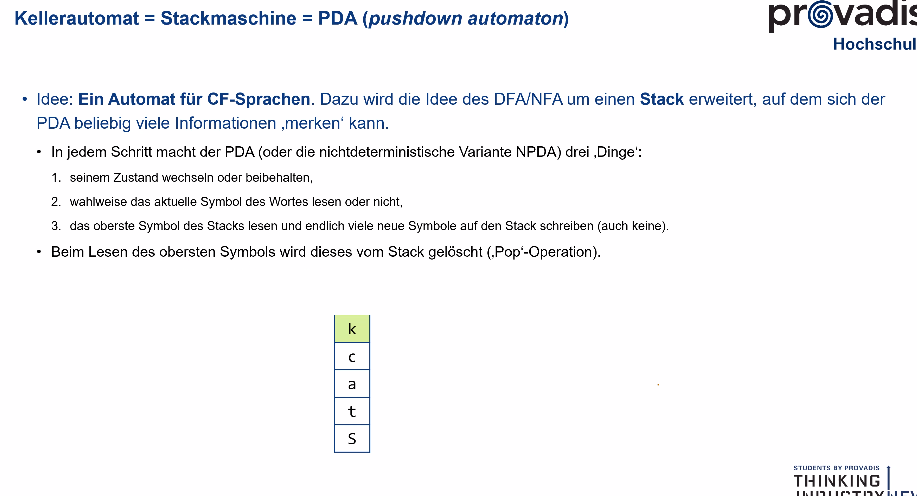 Kellerautomat = Stackmaschine = PDA (pushdown automaton)
provadis
Hochschul
• Idee: Ein Automat für CF-Sprachen. Dazu wird die Idee des DFA/NFA um einen Stack erweitert, auf dem sich der
PDA beliebig viele Informationen ‚merken‘ kann.
• In jedem Schritt macht der PDA (oder die nichtdeterministische Variante NPDA) drei ‚Dinge‘:
1. seinem Zustand wechseln oder beibehalten,
2. wahlweise das aktuelle Symbol des Wortes lesen oder nicht,
3. das oberste Symbol des Stacks lesen und endlich viele neue Symbole auf den Stack schreiben (auch keine).
• Beim Lesen des obersten Symbols wird dieses vom Stack gelöscht (‚Pop‘-Operation).
k
c
a
t
S
STUDENTS BY PROVADIS
THINKING
INDUSTRY